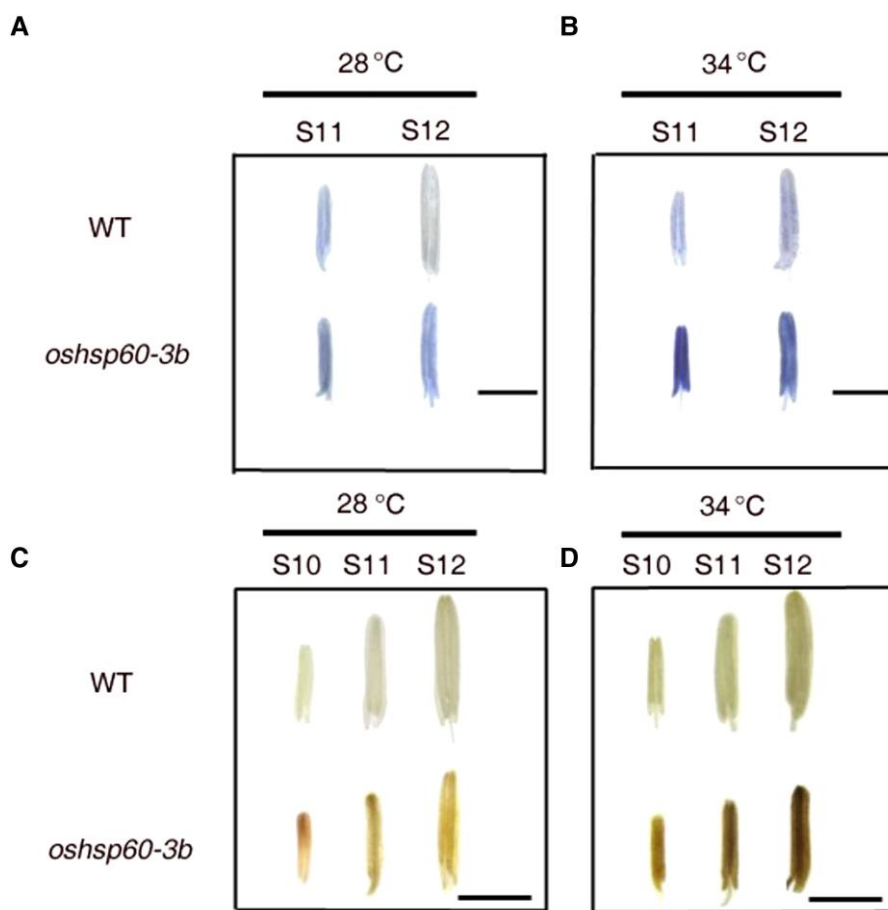 A
B
28 °C
34 °C
S11 S12
S11 S12
WT
oshsp60-3b
28 °C
34 °C
C
D
S10 S11 S12
S10 S11 S12
WT
oshsp60-3b